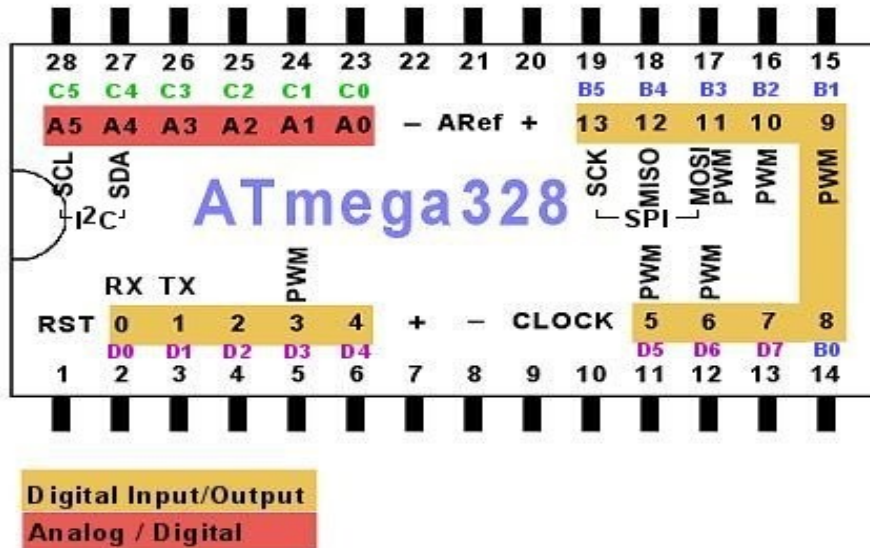 28 27 26 25 24 23 22 21 20 19 18 17 16 15
C5 C4 C3 C2 C1 C0 B5 B4 B3 B2 B1
A5 A4 A3 A2 A1 A0 – ARef + 13 12 11 10 9
SCL SDA SCK MISO MOSI PWM PWM PWM
I²C ATmega328 SPI
RX TX PWM PWM PWM
RST 0 1 2 3 4 + – CLOCK 5 6 7 8
D0 D1 D2 D3 D4 D5 D6 D7 B0
1 2 3 4 5 6 7 8 9 10 11 12 13 14
Digital Input/Output
Analog / Digital